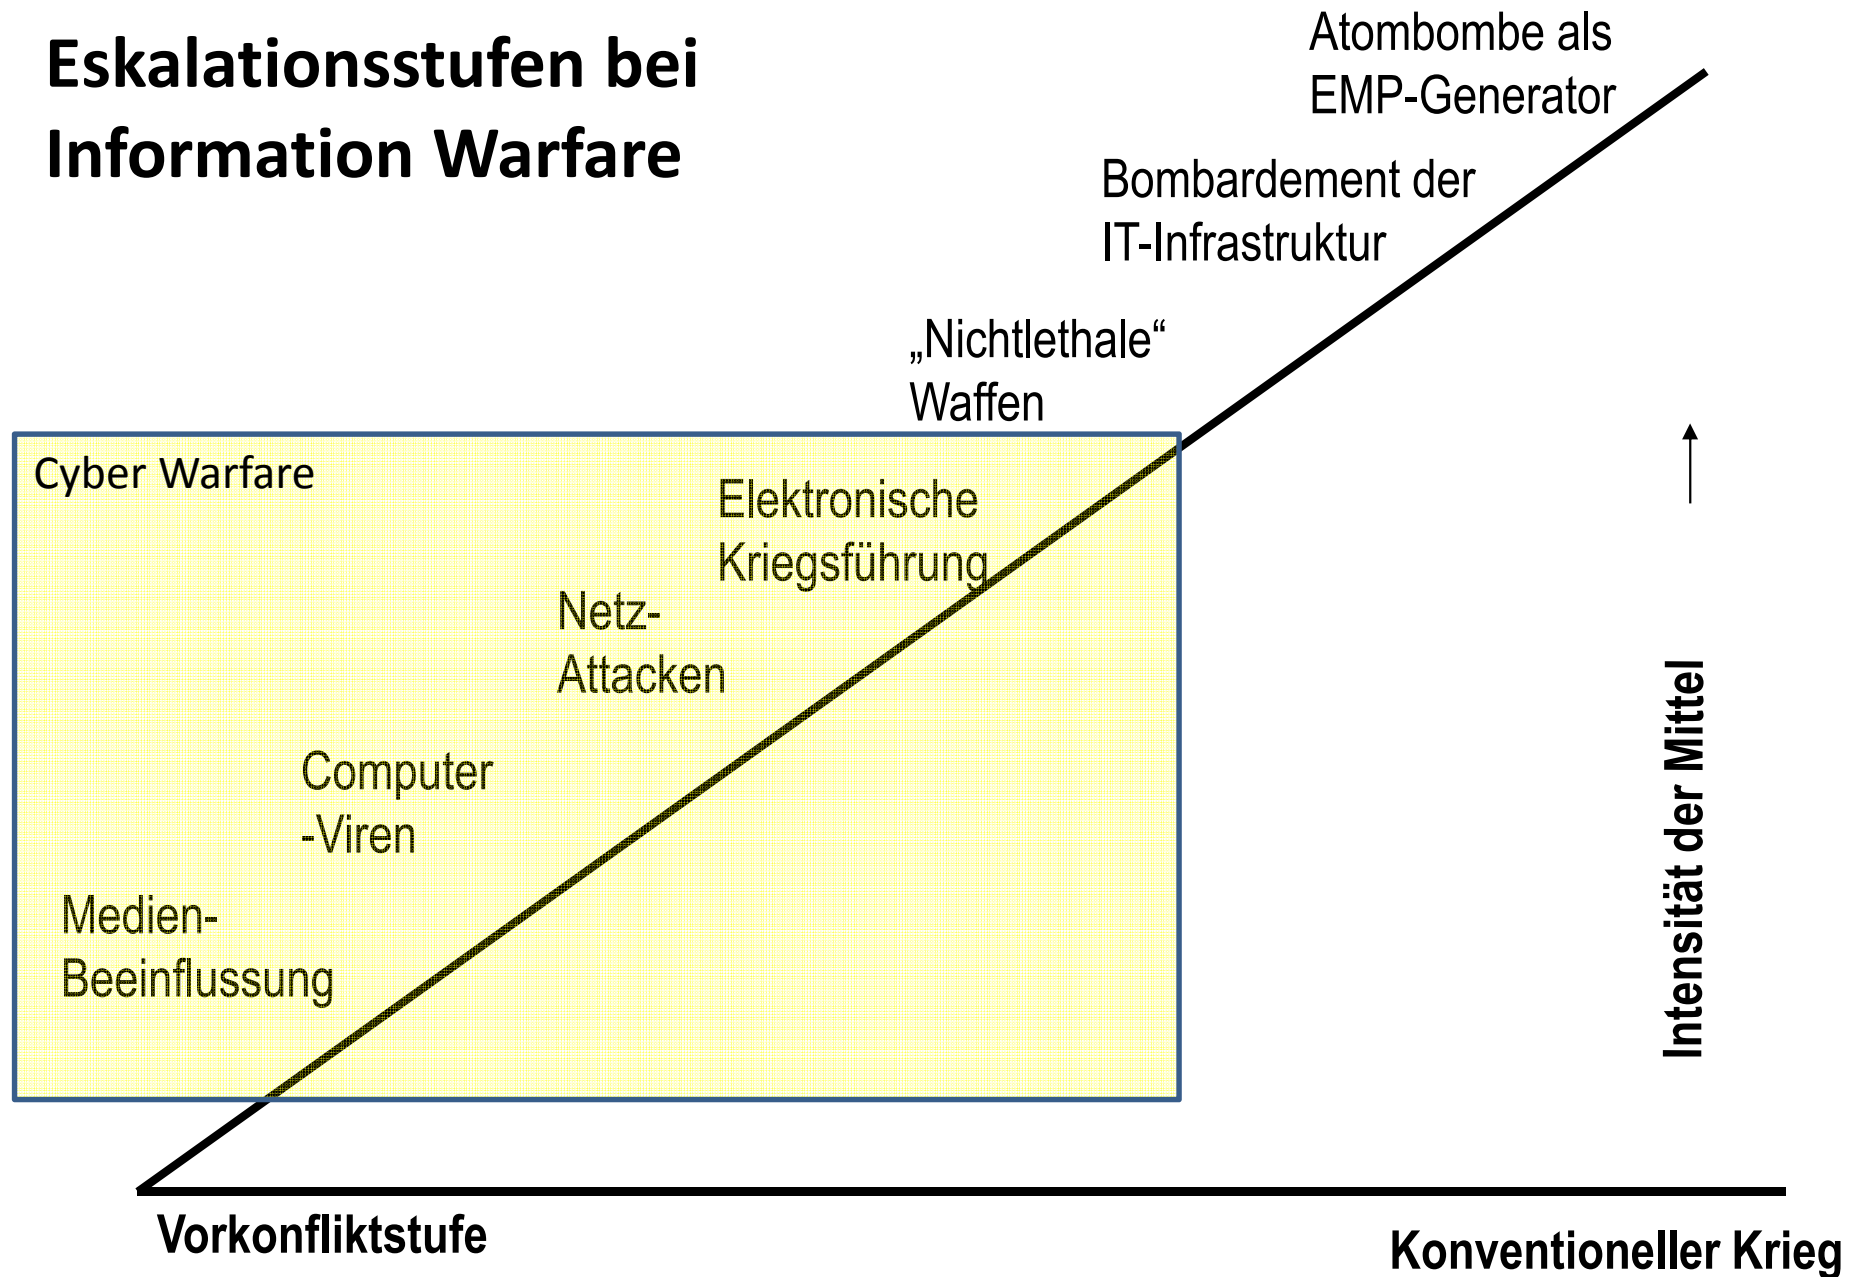 Eskalationsstufen bei
Information Warfare
Atombombe als
EMP-Generator
Bombardement der
IT-Infrastruktur
„Nichtlethale“
Waffen
Cyber Warfare
Elektronische
Kriegsführung
Netz-
Attacken
Computer
-Viren
Medien-
Beeinflussung
Intensität der Mittel
Vorkonfliktstufe
Konventioneller Krieg